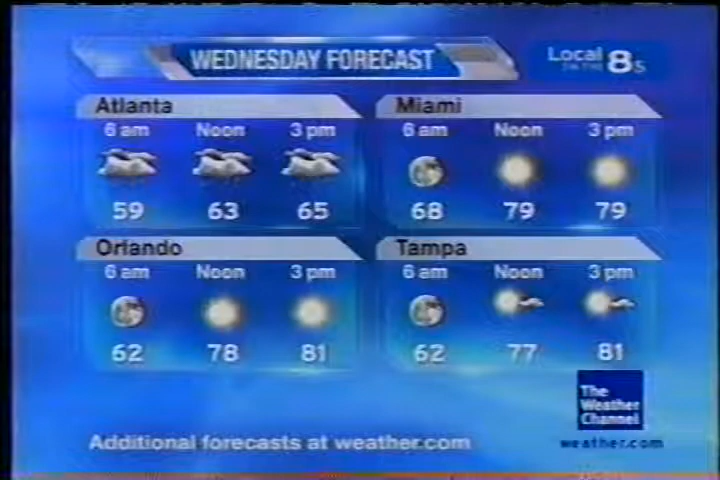 WEDNESDAY FORECAST
Local
ON THE 8s
Atlanta
6 am Noon 3 pm
59 63 65
Miami
6 am Noon 3 pm
68 79 79
Orlando
6 am Noon 3 pm
62 78 81
Tampa
6 am Noon 3 pm
62 77 81
The
Weather
Channel
weather.com
Additional forecasts at weather.com